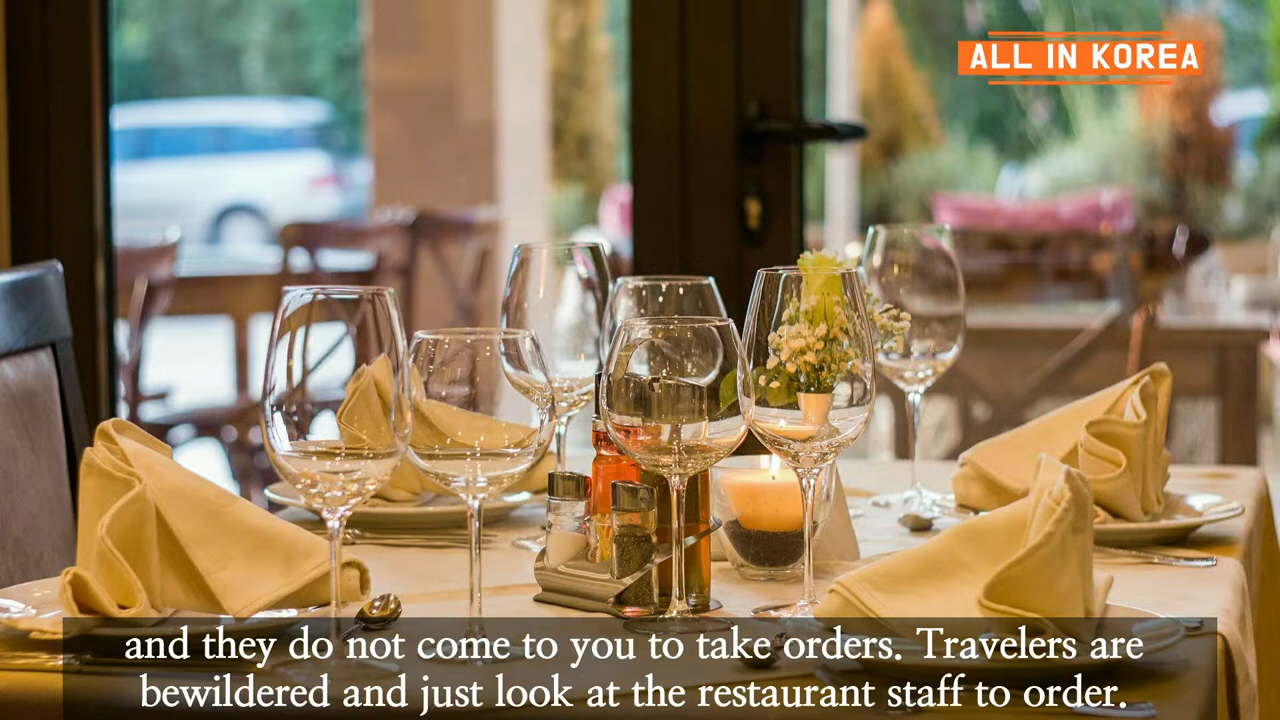 ALL IN KOREA
and they do not come to you to take orders. Travelers are
bewildered and just look at the restaurant staff to order.